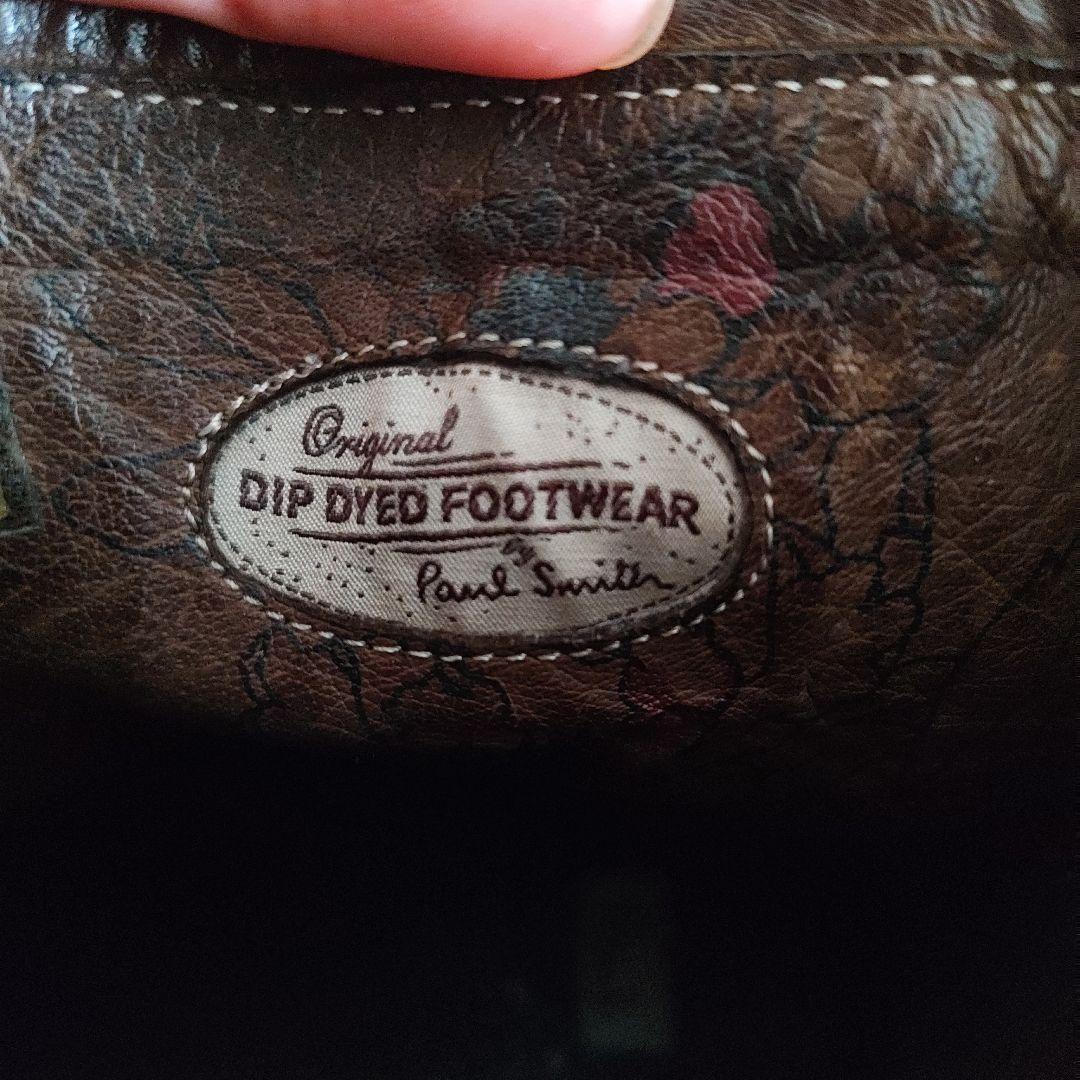 Original
DIP DYED FOOTWEAR
by
Paul Smith